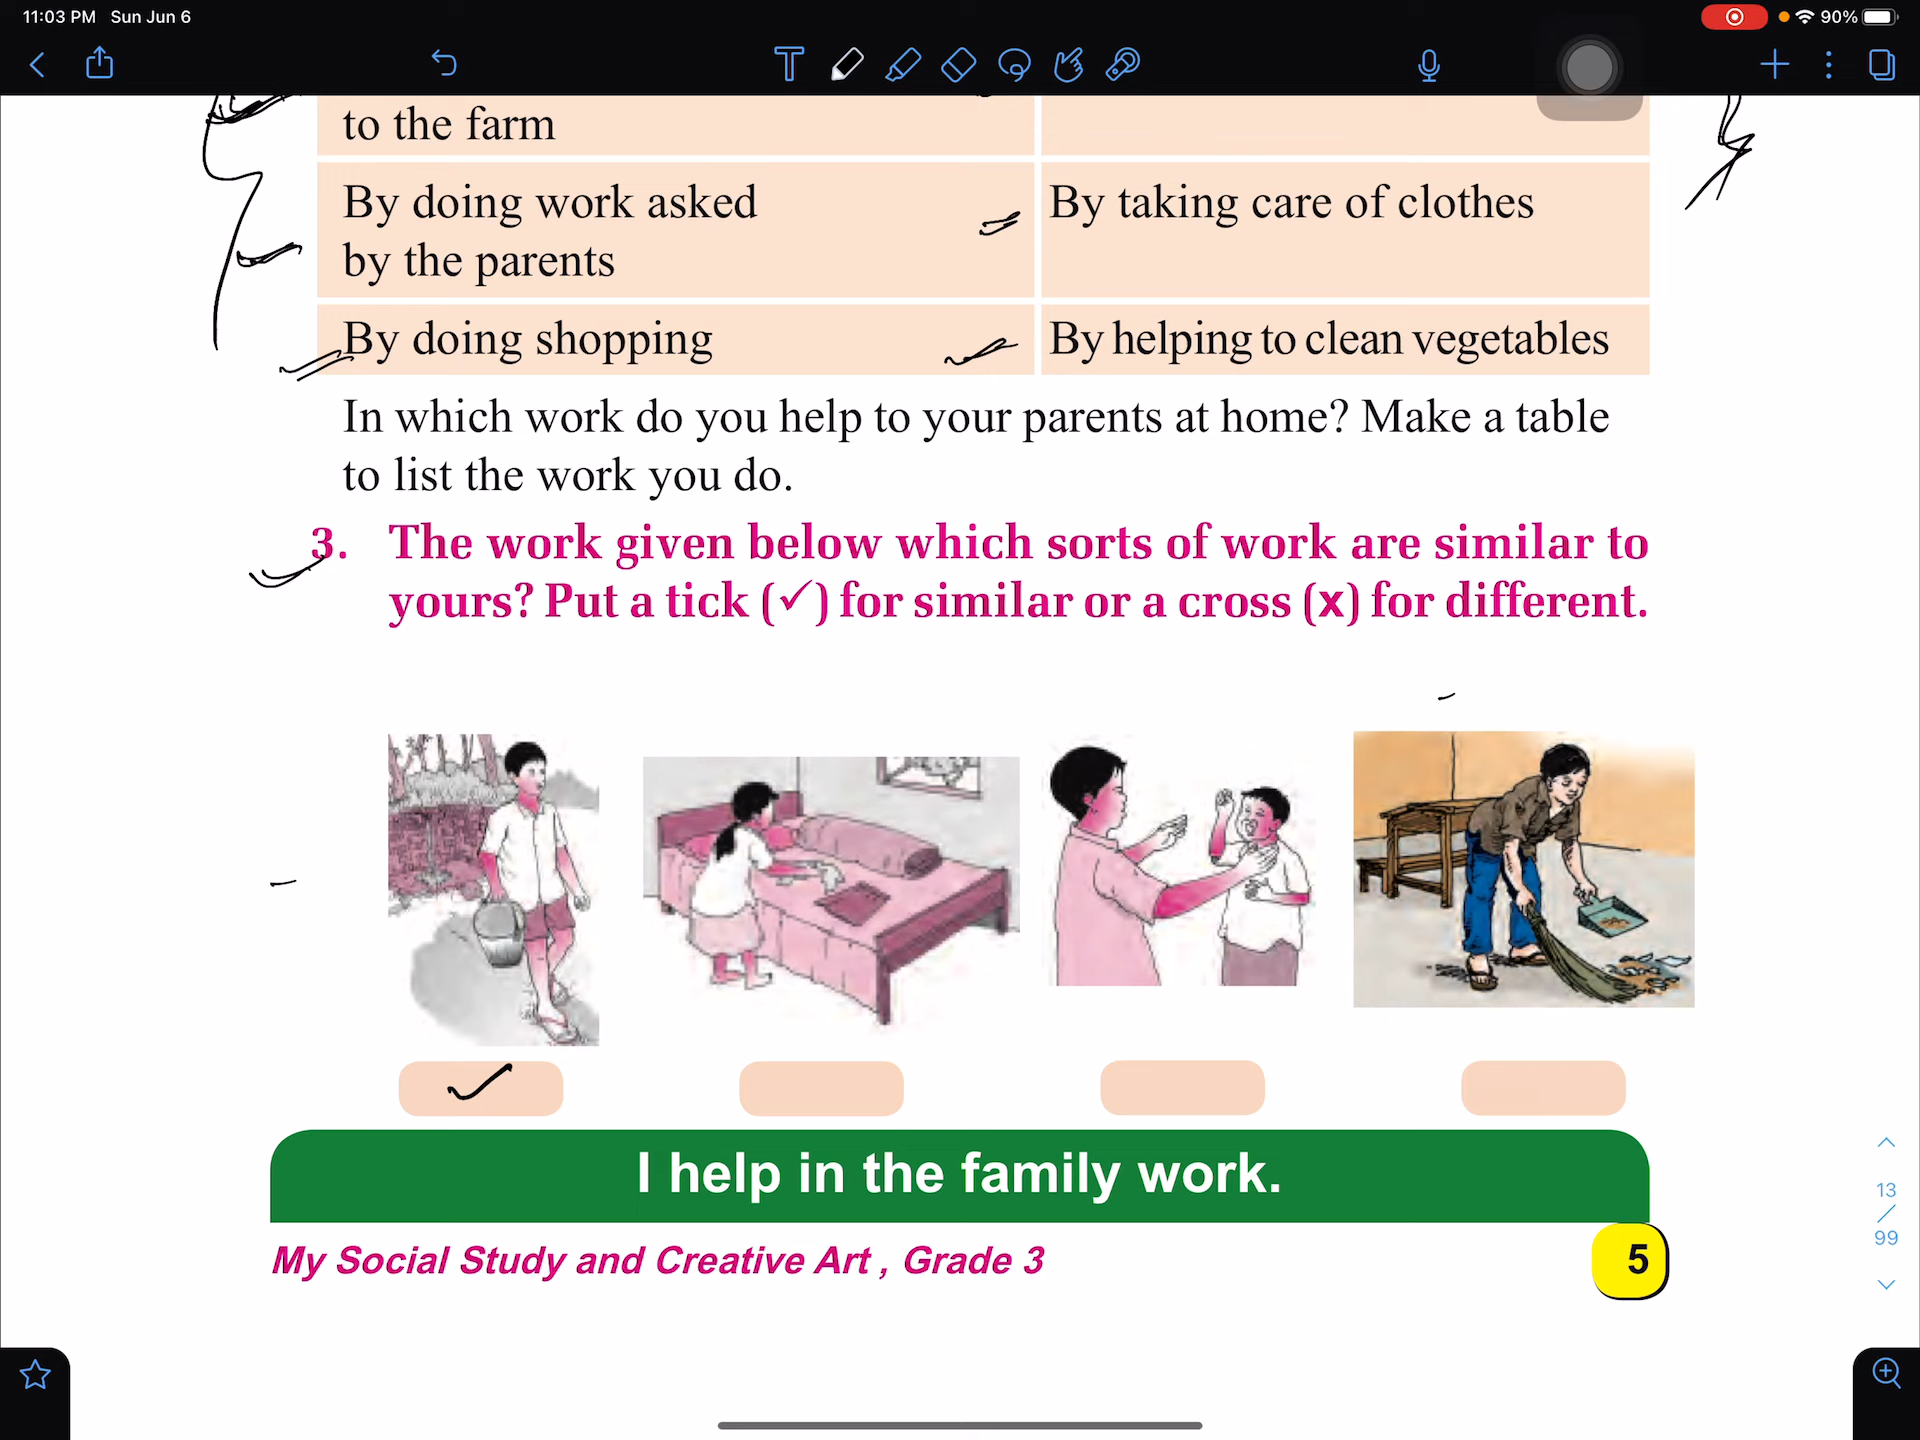 11:03 PM Sun Jun 6
90%
to the farm
By doing work asked
by the parents
By taking care of clothes
By doing shopping
By helping to clean vegetables
In which work do you help to your parents at home? Make a table
to list the work you do.
3. The work given below which sorts of work are similar to
yours? Put a tick (✓) for similar or a cross (x) for different.
I help in the family work.
My Social Study and Creative Art , Grade 3
5
13
/
99